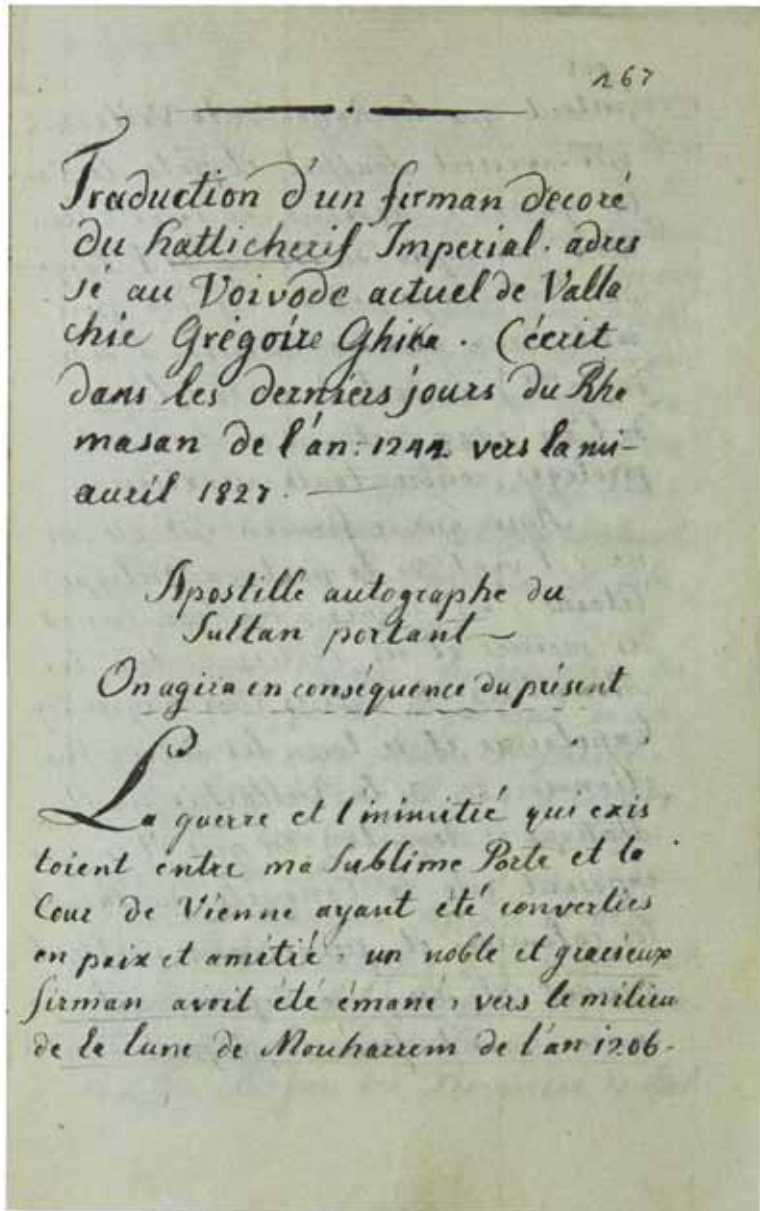 167
Traduction d'un firman decoré
du hatticherif Imperial. adres
sé au Voivode actuel de Valla
chie Grégoire Ghika. Cécrit
dans les derniers jours du Rha
masan de l'an: 1242 vers la mi-
avril 1827.
Apostille autographe du
Sultan portant
On agira en conséquence du présent
La guerre et l'inimitié qui exis
toient entre ma Sublime Porte et la
Cour de Vienne ayant été converties
en paix et amitié, un noble et gracieux
firman avoit été émané, vers le milieu
de la lune de Mouharrem de l'an 1206.